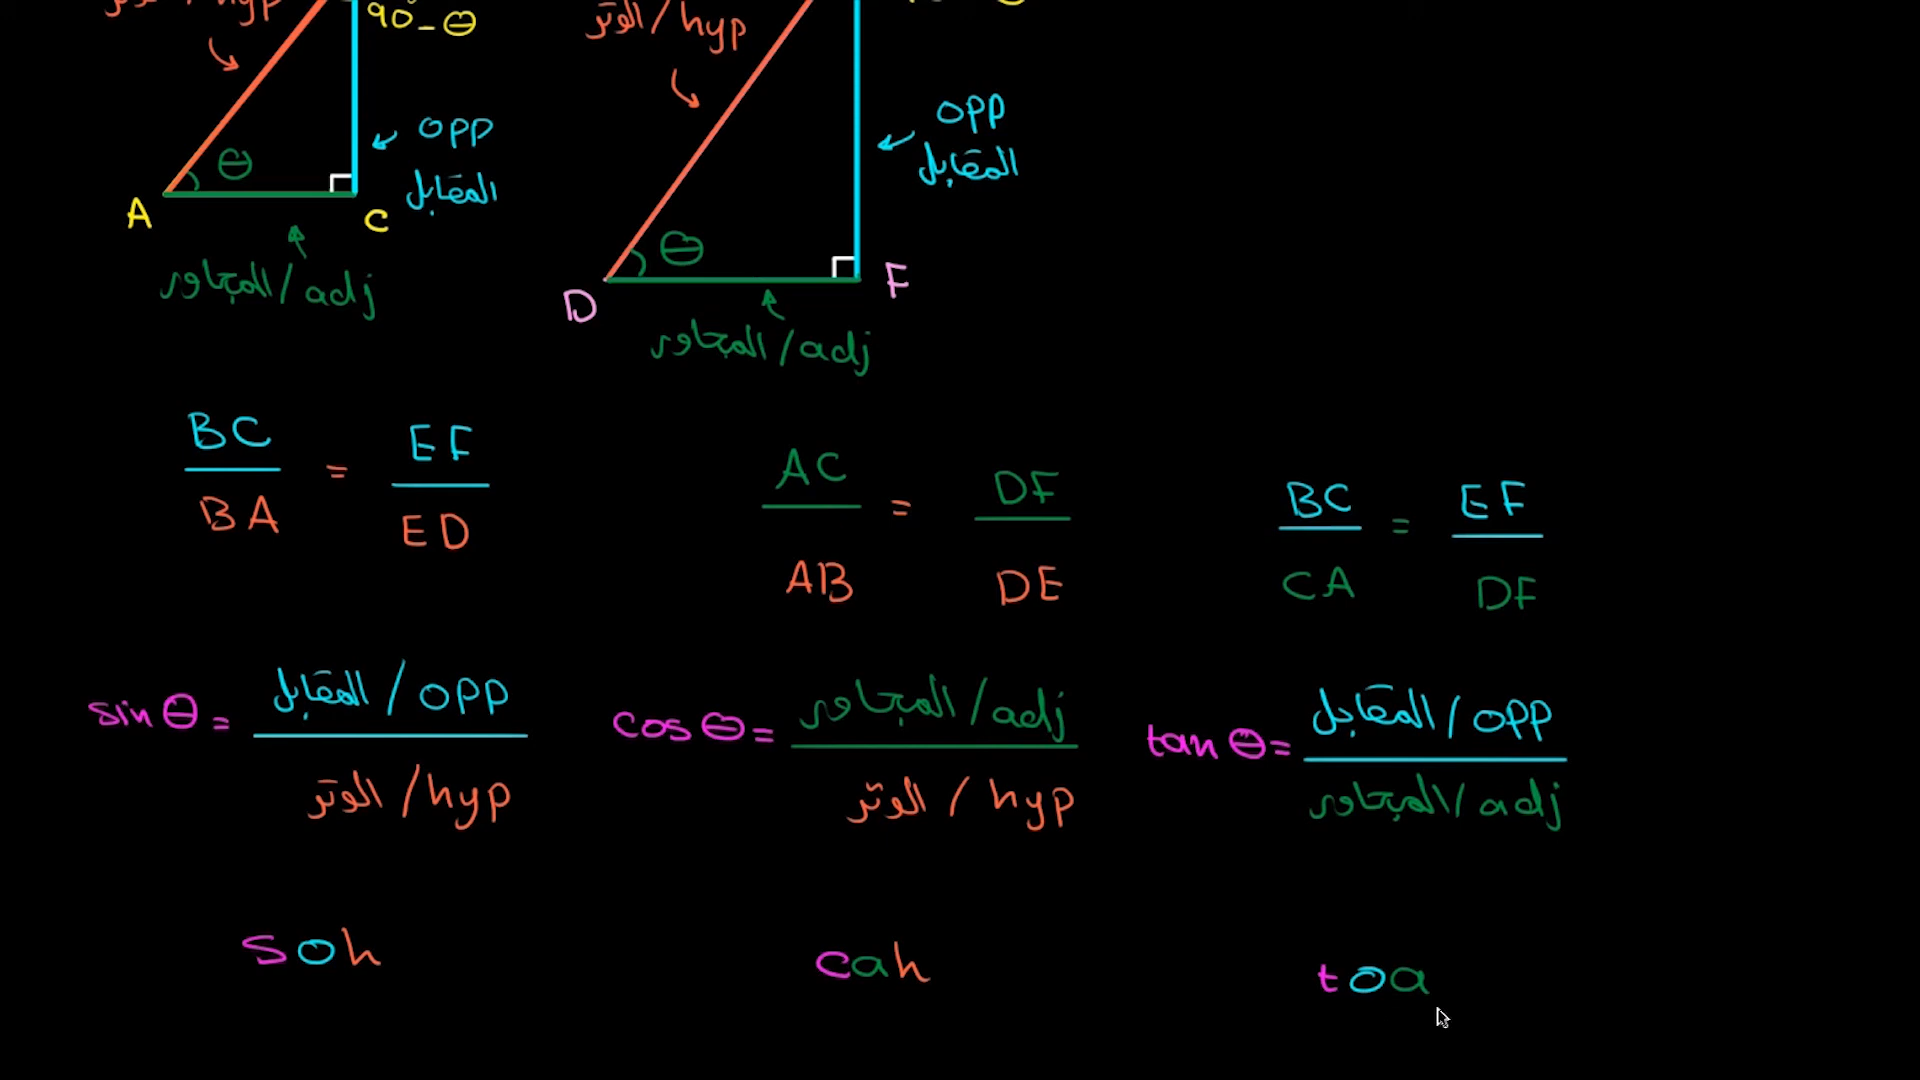 الوتر / hyp
90-θ
الوتر / hyp
opp
المقابل
θ
A
C
المجاور / adj
opp
المقابل
θ
D
F
المجاور / adj
BC/BA = EF/ED
AC/AB = DF/DE
BC/CA = EF/DF
sin θ = المقابل / opp
الوتر / hyp
cos θ = المجاور / adj
الوتر / hyp
tan θ = المقابل / opp
المجاور / adj
soh
cah
toa